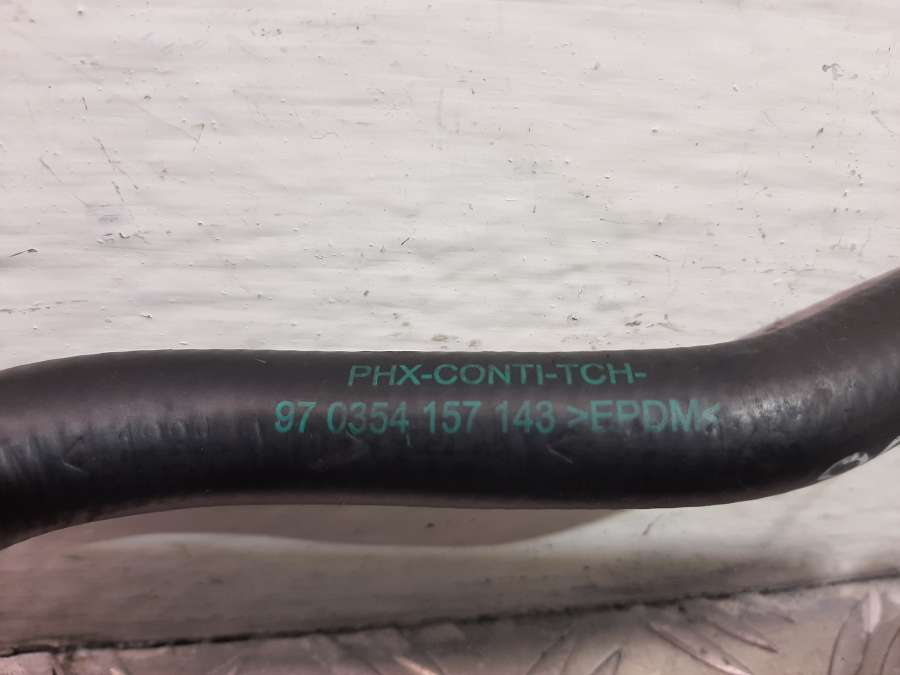 PHX-CONTI-TCH-
97 0354 157 143 >EPDM<